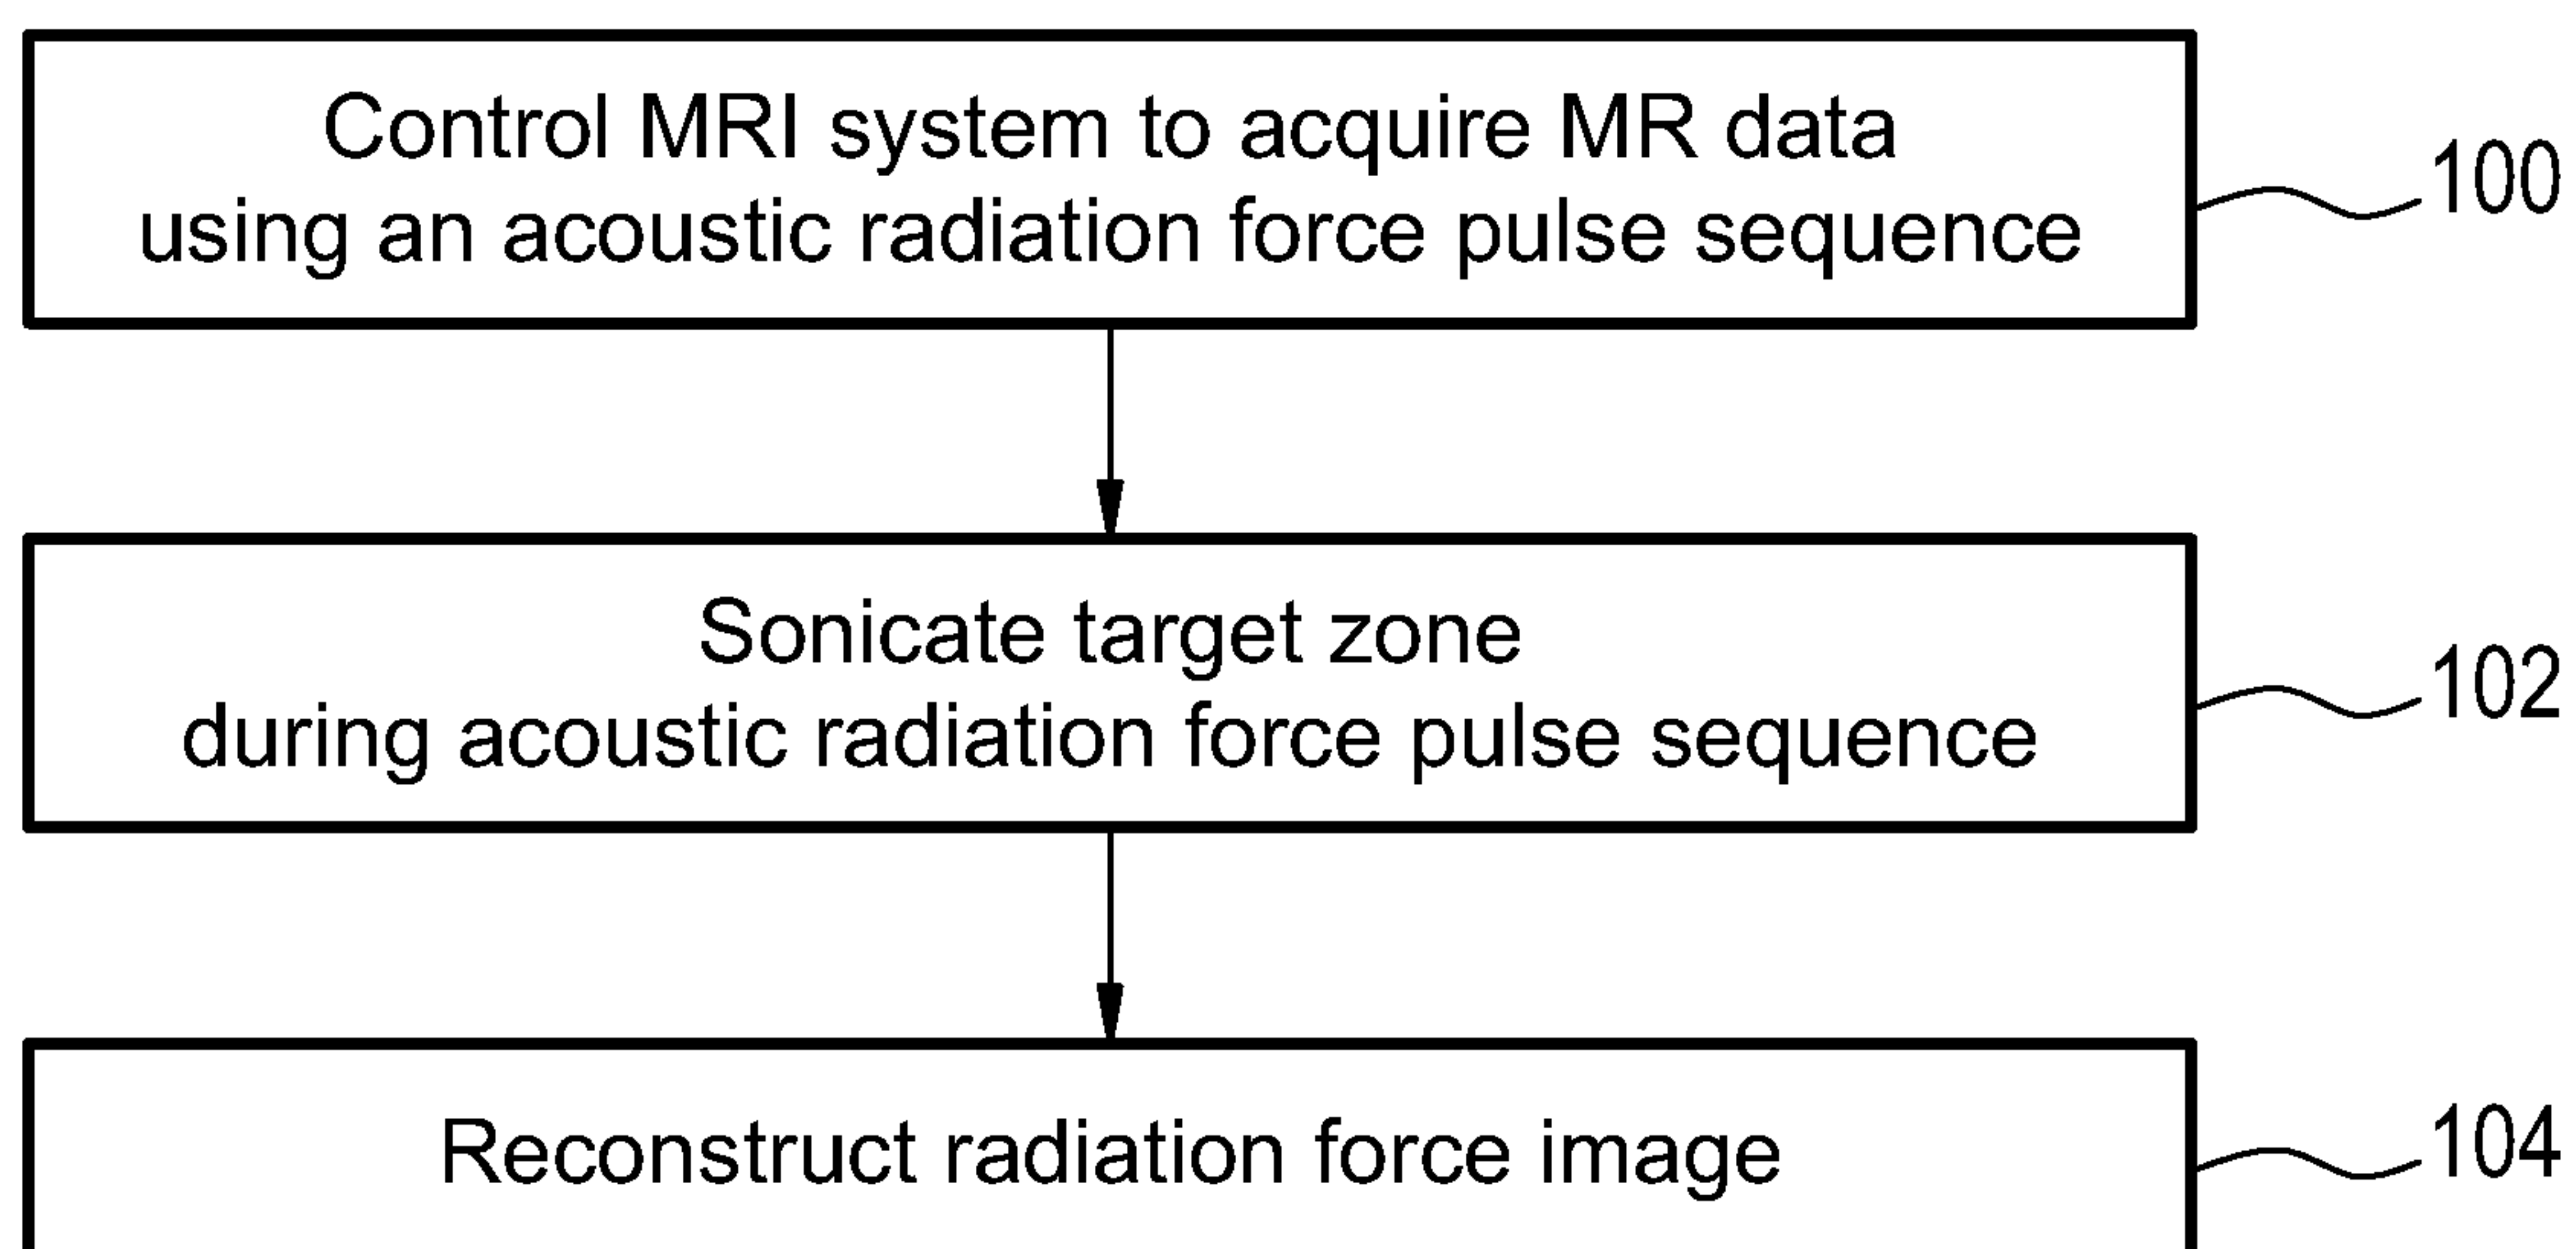 Control MRI system to acquire MR data
using an acoustic radiation force pulse sequence
100
Sonicate target zone
during acoustic radiation force pulse sequence
102
Reconstruct radiation force image
104